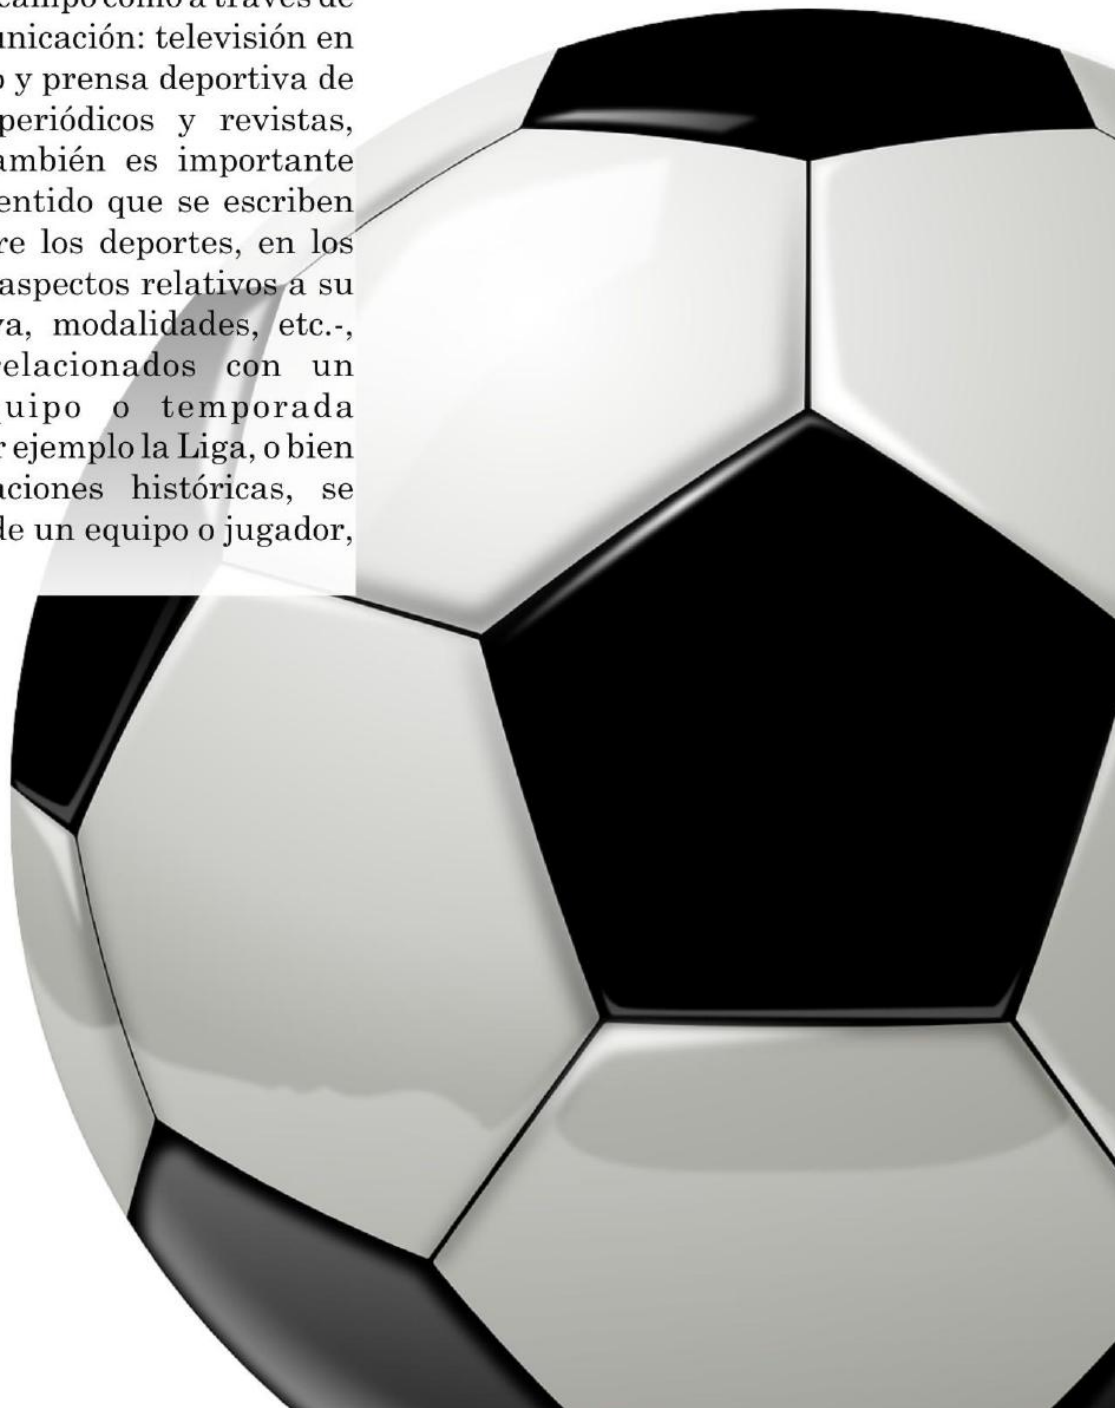 campo como a través de
unicación: televisión en
y prensa deportiva de
periódicos y revistas,
ambién es importante
entido que se escriben
re los deportes, en los
aspectos relativos a su
va, modalidades, etc.-,
relacionados con un
quipo o temporada
r ejemplo la Liga, o bien
aciones históricas, se
de un equipo o jugador,